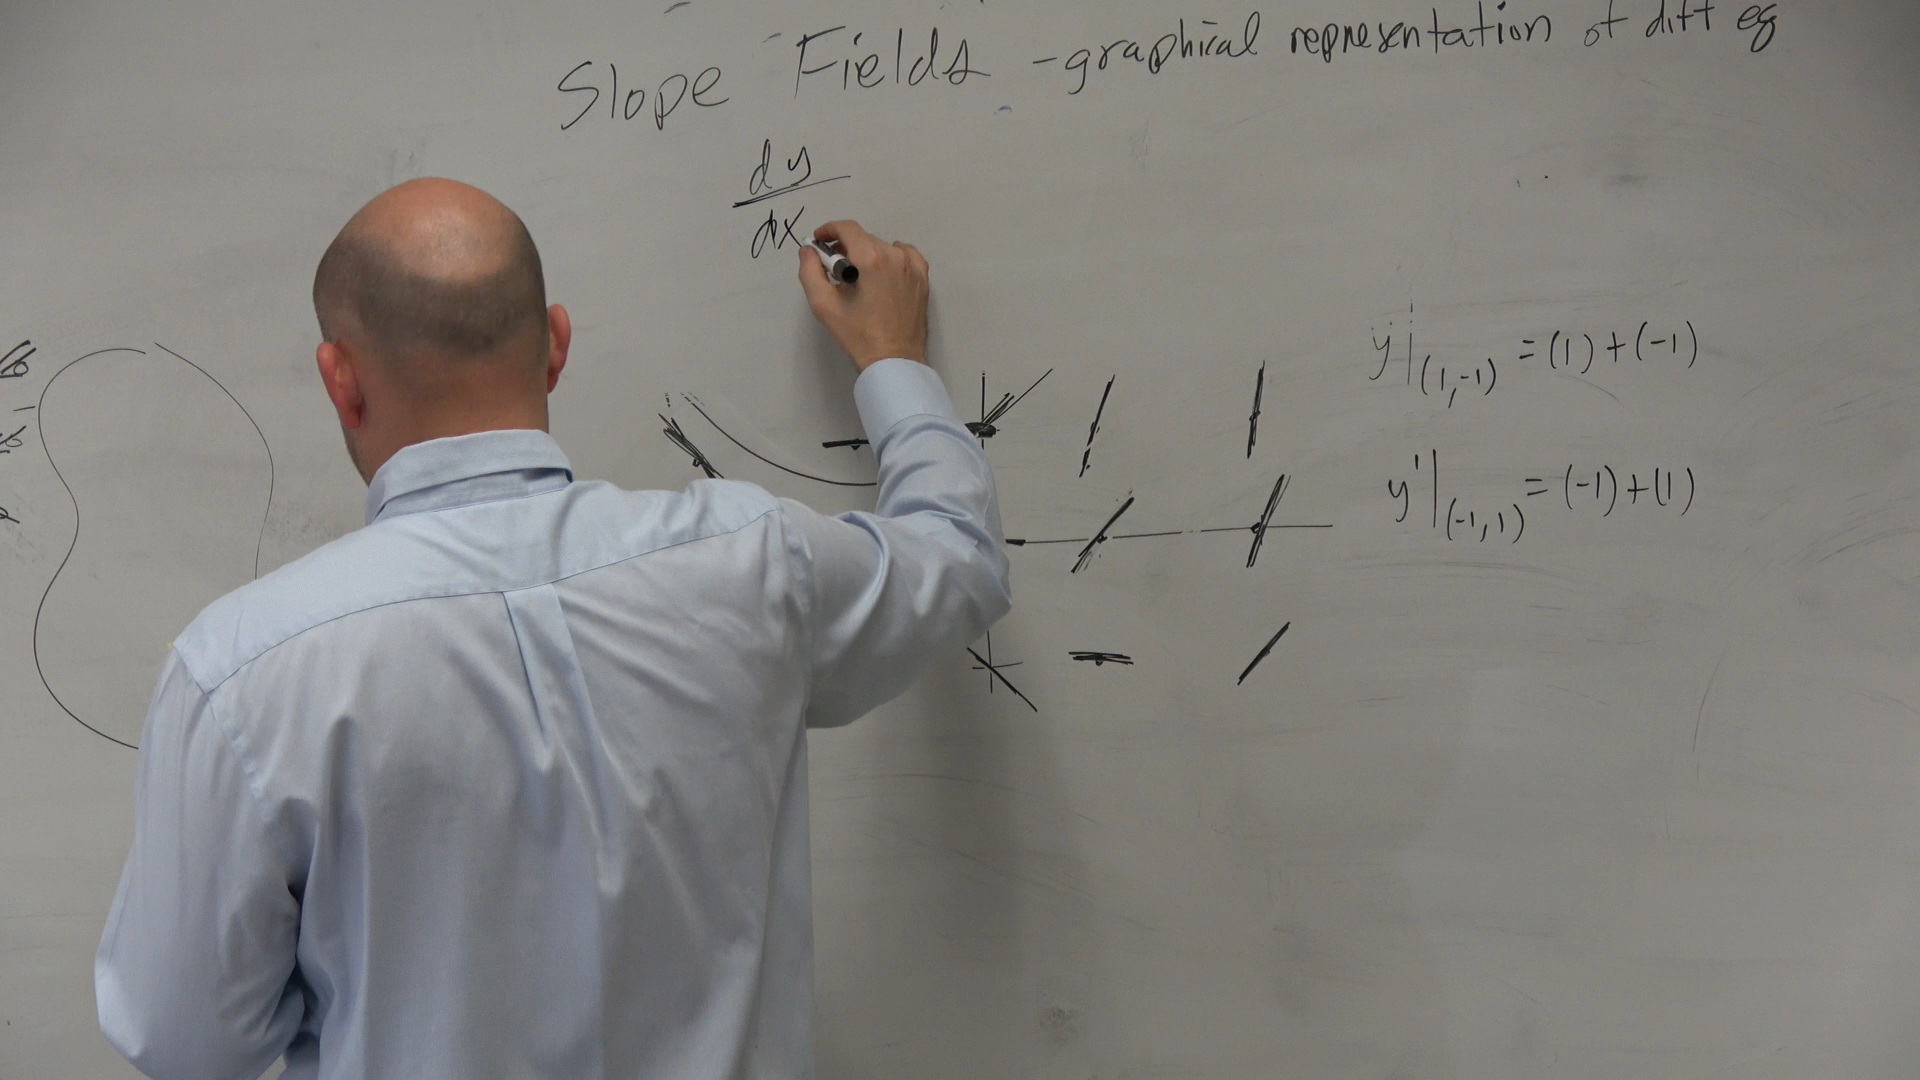 Slope Fields - graphical representation of diff eq
dy
dx
y'|(1,-1) = (1) + (-1)
y'|(-1,1) = (-1) + (1)